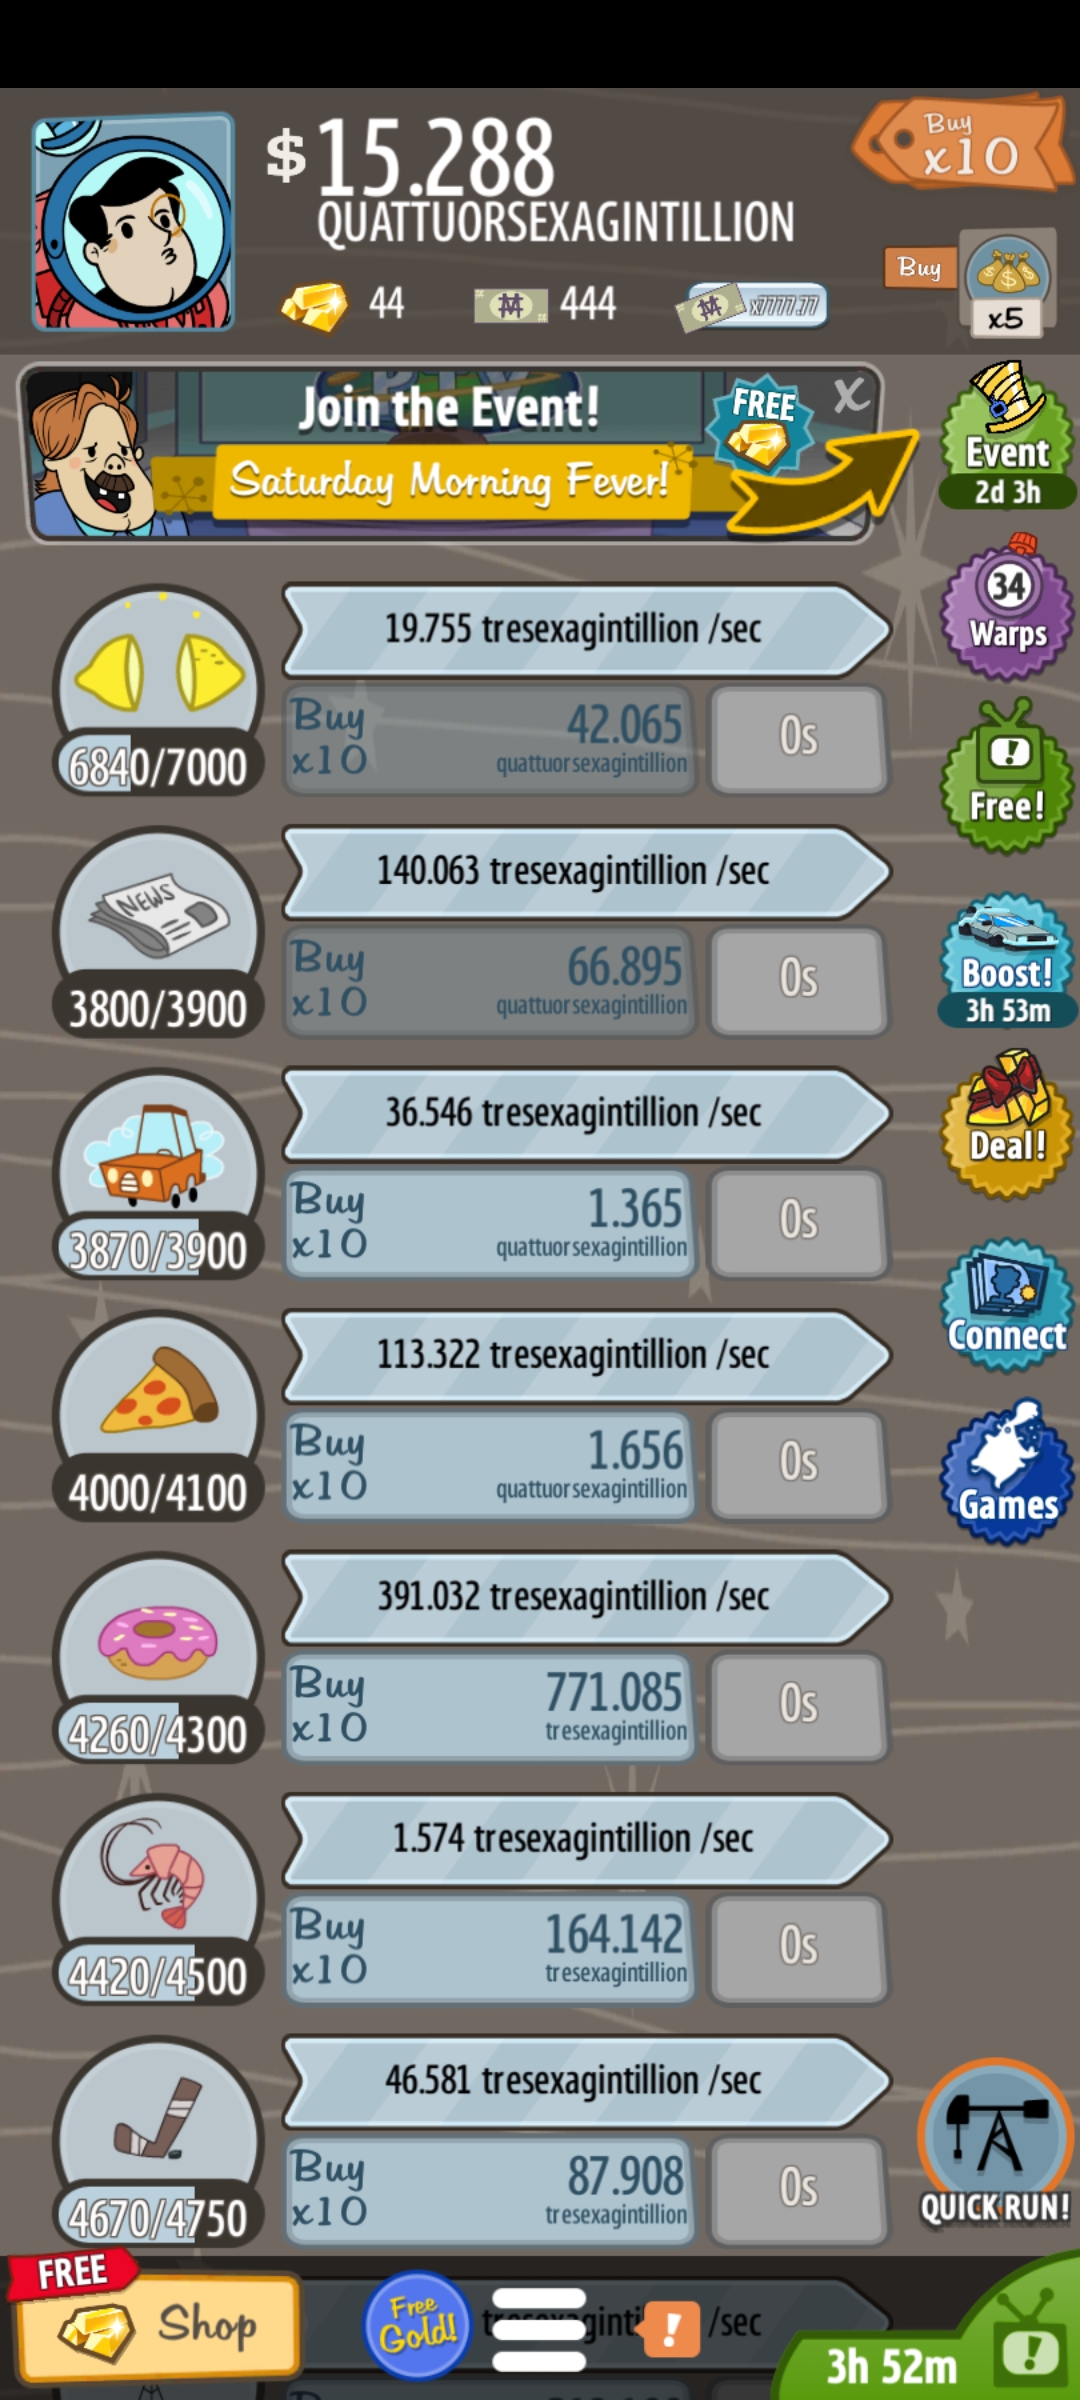 $15.288
QUATTUORSEXAGINTILLION
Buy
x10
44
444
x7777.77
Buy
x5
Join the Event!
FREE
X
Saturday Morning Fever!
Event
2d 3h
34
Warps
Free!
Boost!
3h 53m
Deal!
Connect
Games
19.755 tresexagintillion /sec
Buy
x10
42.065
quattuorsexagintillion
0s
6840/7000
NEWS
140.063 tresexagintillion /sec
Buy
x10
66.895
quattuorsexagintillion
0s
3800/3900
36.546 tresexagintillion /sec
Buy
x10
1.365
quattuorsexagintillion
0s
3870/3900
113.322 tresexagintillion /sec
Buy
x10
1.656
quattuorsexagintillion
0s
4000/4100
391.032 tresexagintillion /sec
Buy
x10
771.085
tresexagintillion
0s
4260/4300
1.574 tresexagintillion /sec
Buy
x10
164.142
tresexagintillion
0s
4420/4500
46.581 tresexagintillion /sec
Buy
x10
87.908
tresexagintillion
0s
4670/4750
QUICK RUN!
FREE
Shop
Free
Gold!
!
/sec
3h 52m
Buy